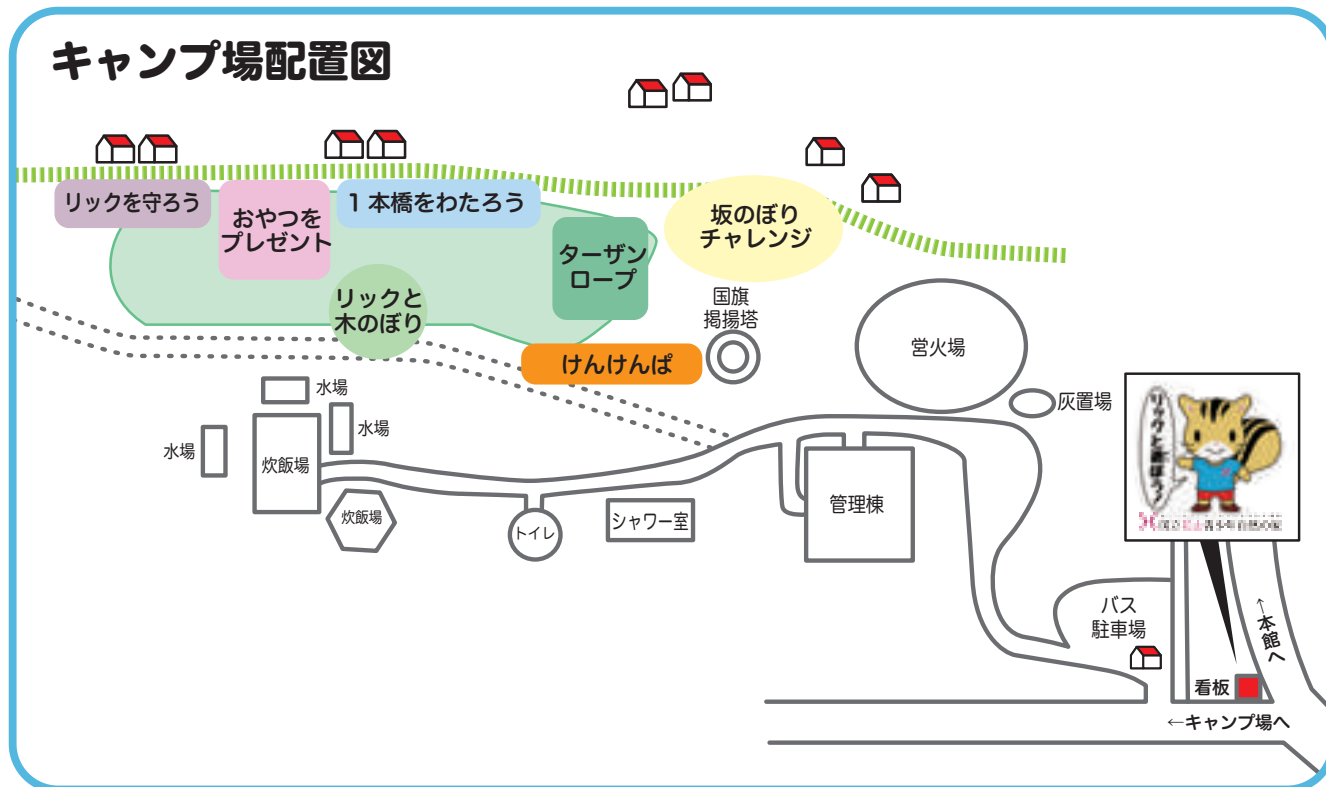 キャンプ場配置図
リックを守ろう
おやつを
プレゼント
1本橋をわたろう
ターザン
ロープ
坂のぼり
チャレンジ
リックと
木のぼり
けんけんぱ
国旗
掲揚塔
営火場
灰置場
水場
水場
水場
炊飯場
炊飯場
トイレ
シャワー室
管理棟
リックと遊ぼう♪
バス
駐車場
←本館へ
看板
←キャンプ場へ